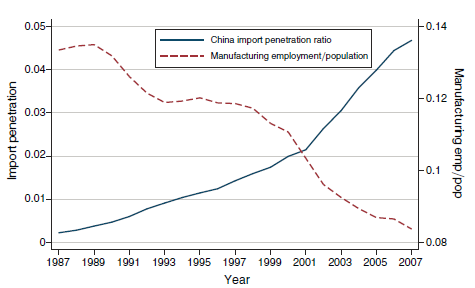 0.05
0.04
0.03
0.02
0.01
0
Import penetration
China import penetration ratio
Manufacturing employment/population
0.14
0.12
0.1
0.08
Manufacturing emp/pop
1987 1989 1991 1993 1995 1997 1999 2001 2003 2005 2007
Year